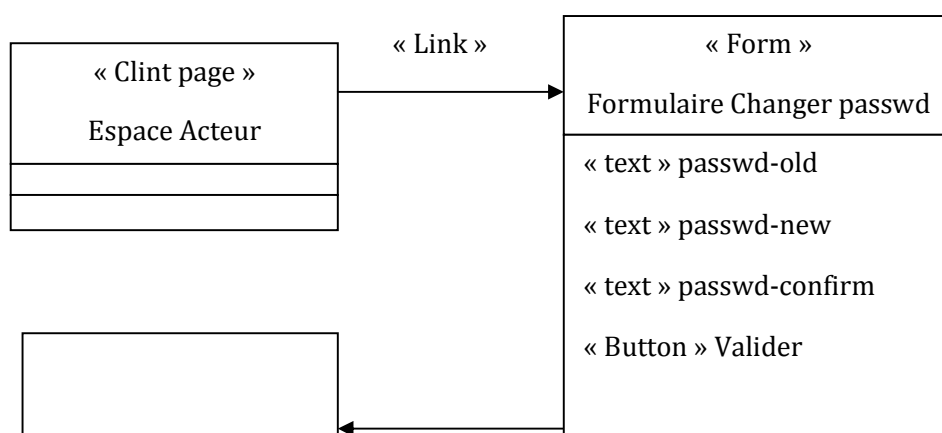 « Clint page »
Espace Acteur
« Link »
« Form »
Formulaire Changer passwd
« text » passwd-old
« text » passwd-new
« text » passwd-confirm
« Button » Valider